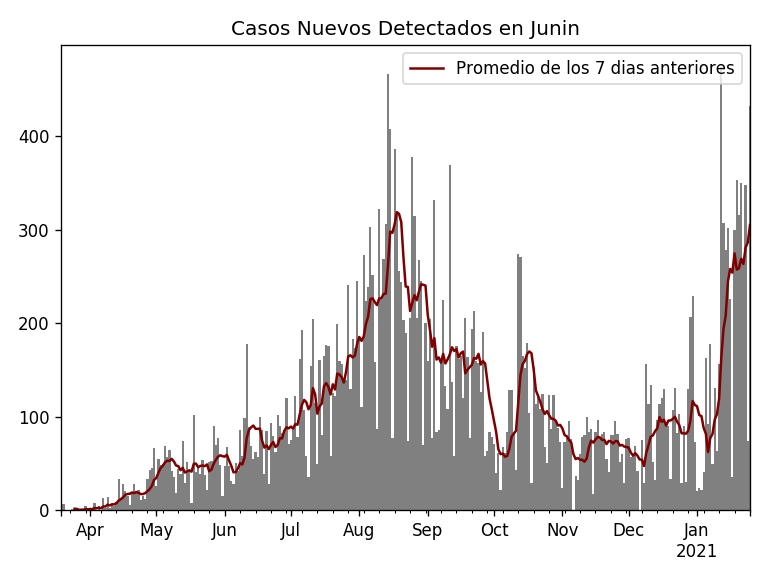 Casos Nuevos Detectados en Junin
Promedio de los 7 dias anteriores
400
300
200
100
0
Apr May Jun Jul Aug Sep Oct Nov Dec Jan
2021